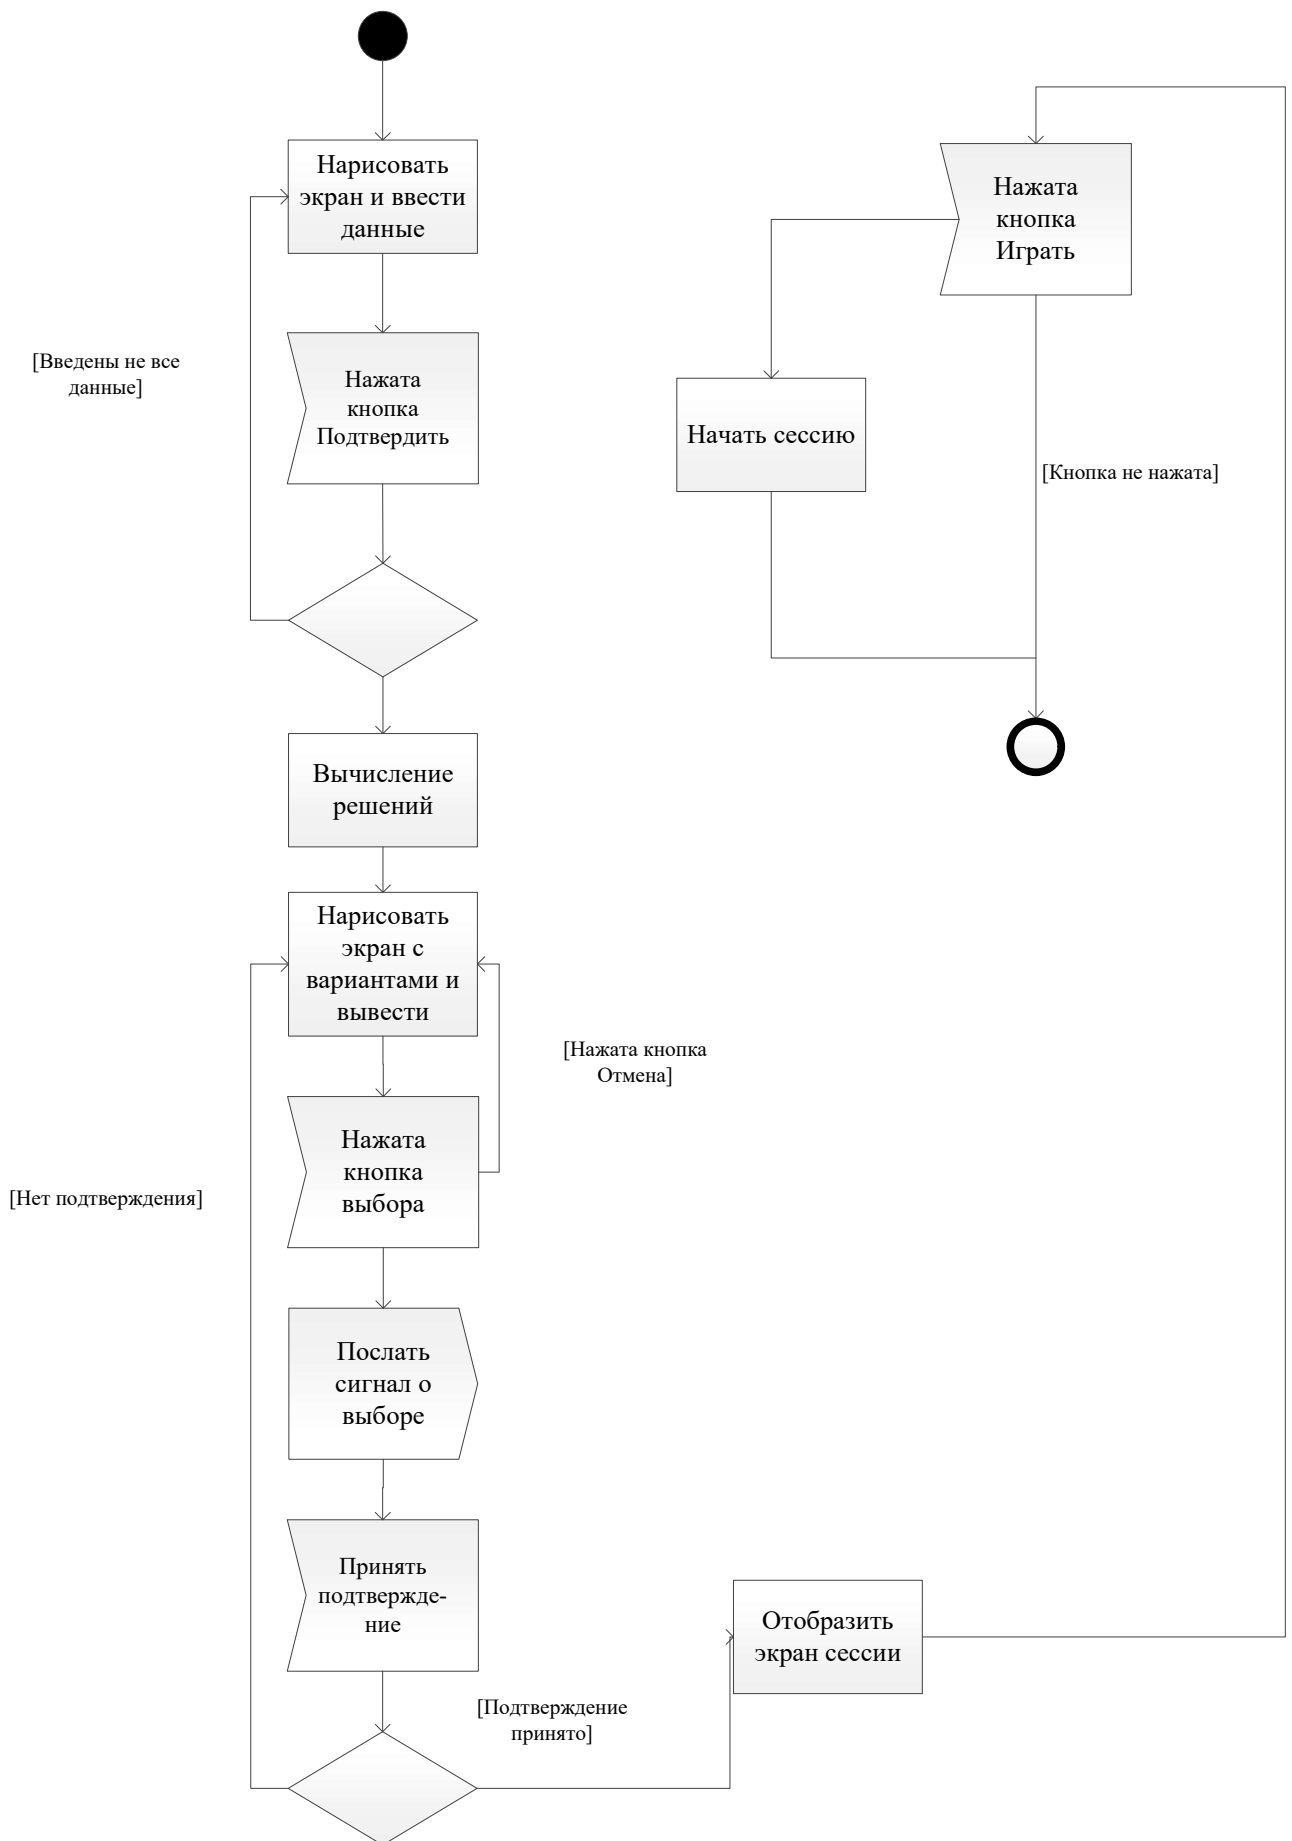 Нарисовать
экран и ввести
данные
[Введены не все
данные]
Нажата
кнопка
Подтвердить
Вычисление
решений
Нарисовать
экран с
вариантами и
вывести
[Нажата кнопка
Отмена]
Нажата
кнопка
выбора
[Нет подтверждения]
Послать
сигнал о
выборе
Принять
подтвержде-
ние
[Подтверждение
принято]
Отобразить
экран сессии
Нажата
кнопка
Играть
Начать сессию
[Кнопка не нажата]